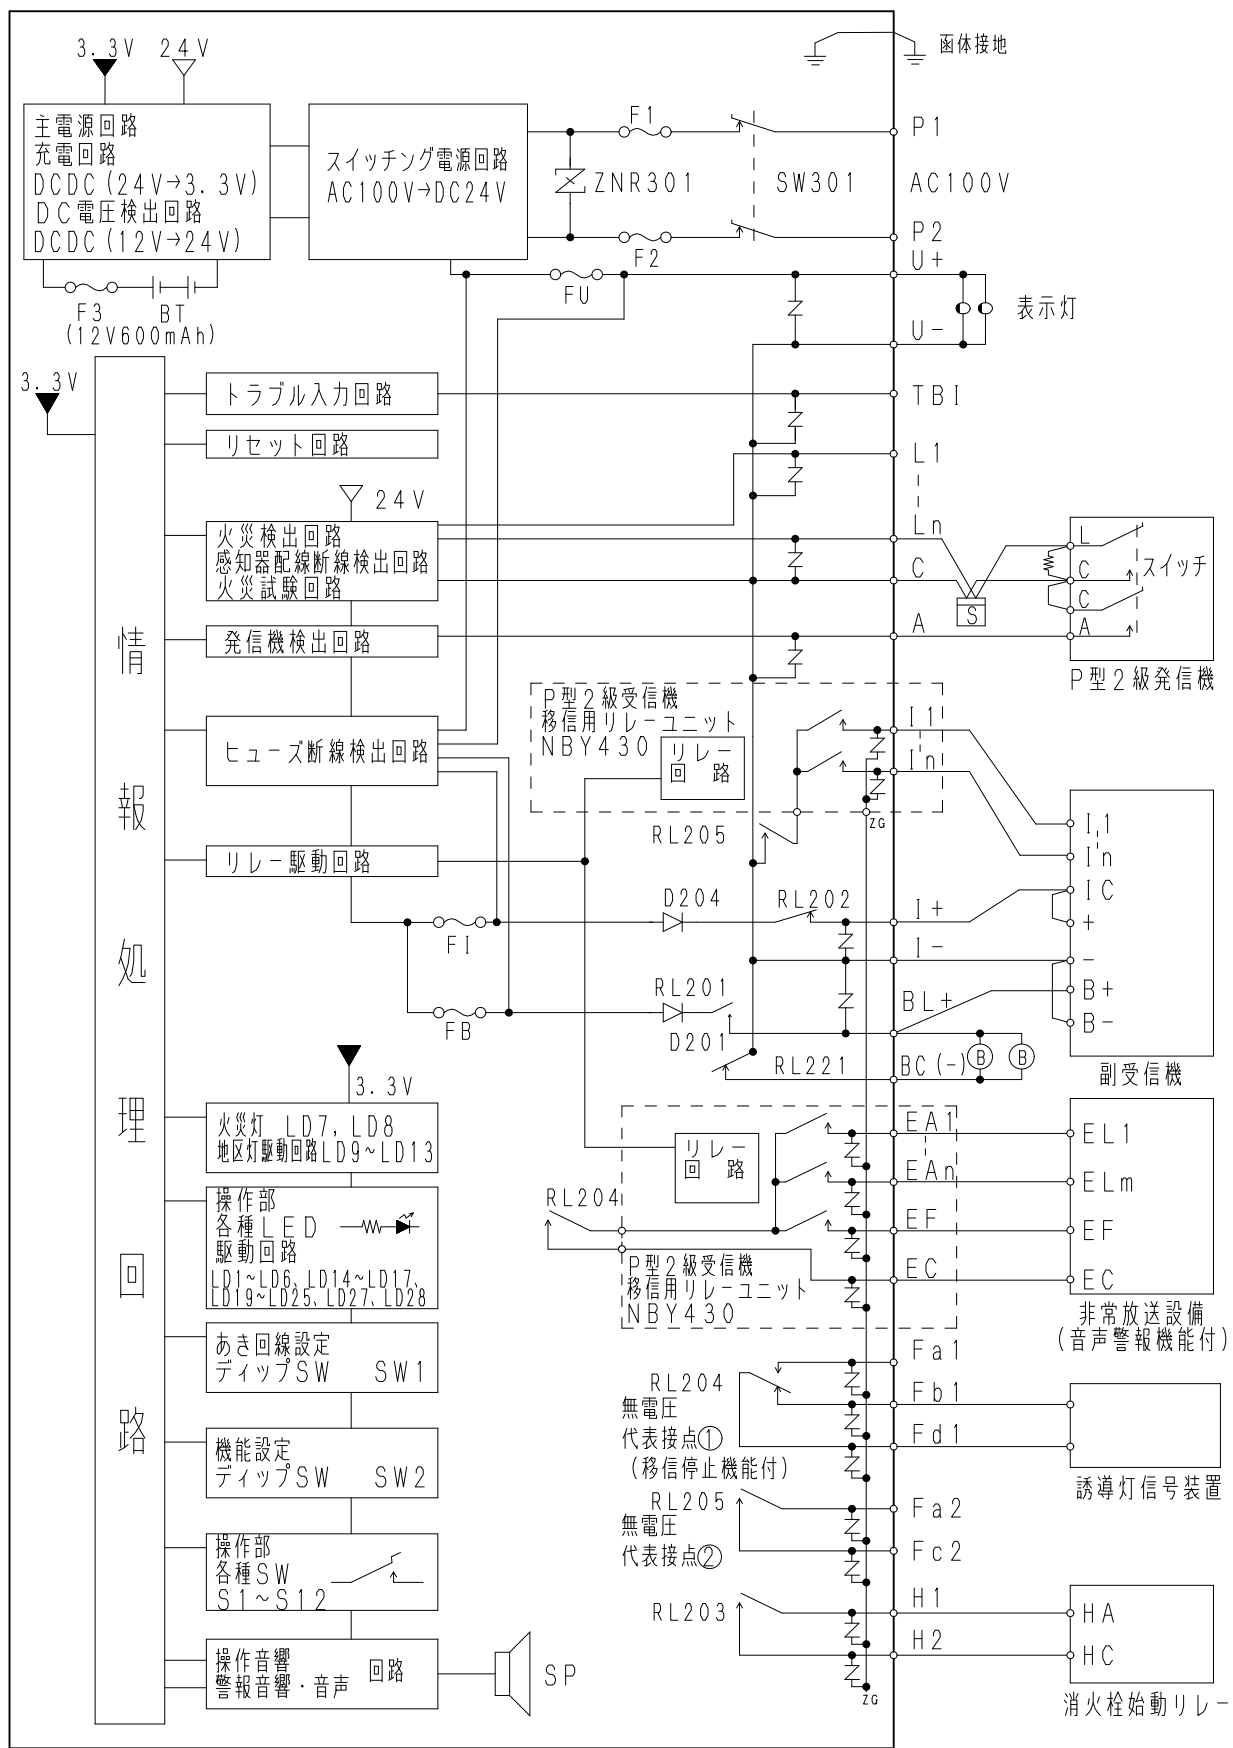 函体接地
3.3V
24V
主電源回路
充電回路
DCDC(24V→3.3V)
DC電圧検出回路
DCDC(12V→24V)
スイッチング電源回路
AC100V→DC24V
F1
ZNR301
SW301
F2
P1
AC100V
P2
F3
BT
(12V600mAh)
FU
U+
U-
表示灯
3.3V
情報処理回路
トラブル入力回路
TBI
リセット回路
L1
24V
火災検出回路
感知器配線断線検出回路
火災試験回路
Ln
C
S
L
C
C
A
スイッチ
P型2級発信機
発信機検出回路
A
P型2級受信機
移信用リレーユニット
NBY430
リレー
回 路
I1
In
ZG
ヒューズ断線検出回路
RL205
リレー駆動回路
D204
RL202
I+
FI
I-
RL201
D201
BL+
FB
RL221
BC(-)
B
B
I1
In
IC
+
-
B+
B-
副受信機
3.3V
火災灯 LD7,LD8
地区灯駆動回路LD9~LD13
リレー
回 路
EA1
EAn
EF
EC
RL204
P型2級受信機
移信用リレーユニット
NBY430
EL1
ELm
EF
EC
非常放送設備
(音声警報機能付)
操作部
各種LED
駆動回路
LD1~LD6、LD14~LD17、
LD19~LD25、LD27、LD28
あき回線設定
ディップSW SW1
RL204
無電圧
代表接点①
(移信停止機能付)
Fa1
Fb1
Fd1
誘導灯信号装置
機能設定
ディップSW SW2
RL205
無電圧
代表接点②
Fa2
Fc2
操作部
各種SW
S1~S12
RL203
H1
H2
HA
HC
消火栓始動リレー
操作音響
警報音響・音声
回路
SP
ZG